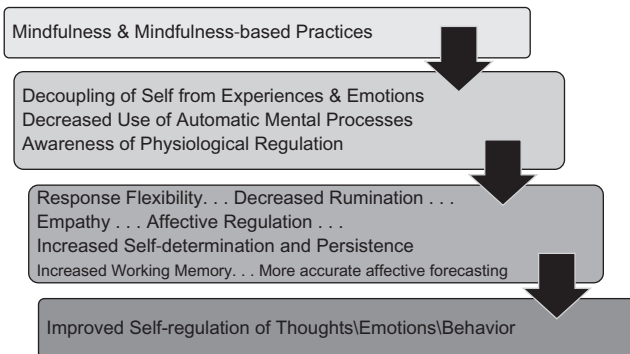 Mindfulness & Mindfulness-based Practices
Decoupling of Self from Experiences & Emotions
Decreased Use of Automatic Mental Processes
Awareness of Physiological Regulation
Response Flexibility. . . Decreased Rumination . . .
Empathy . . . Affective Regulation . . .
Increased Self-determination and Persistence
Increased Working Memory. . . More accurate affective forecasting
Improved Self-regulation of Thoughts\Emotions\Behavior